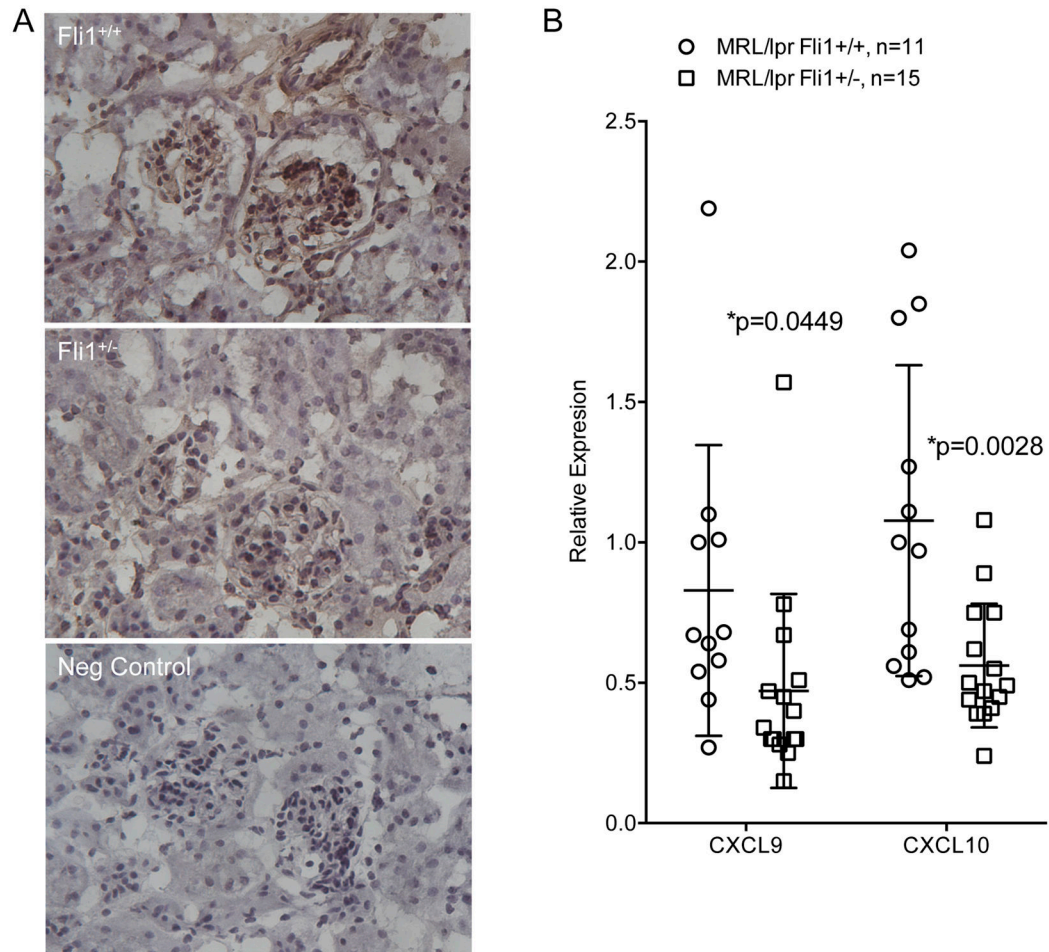 A
Fli1+/+
Fli1+/-
Neg Control
B
MRL/lpr Fli1+/+, n=11
MRL/lpr Fli1+/-, n=15
Relative Expresion
2.5
2.0
1.5
1.0
0.5
0.0
*p=0.0449
*p=0.0028
CXCL9
CXCL10